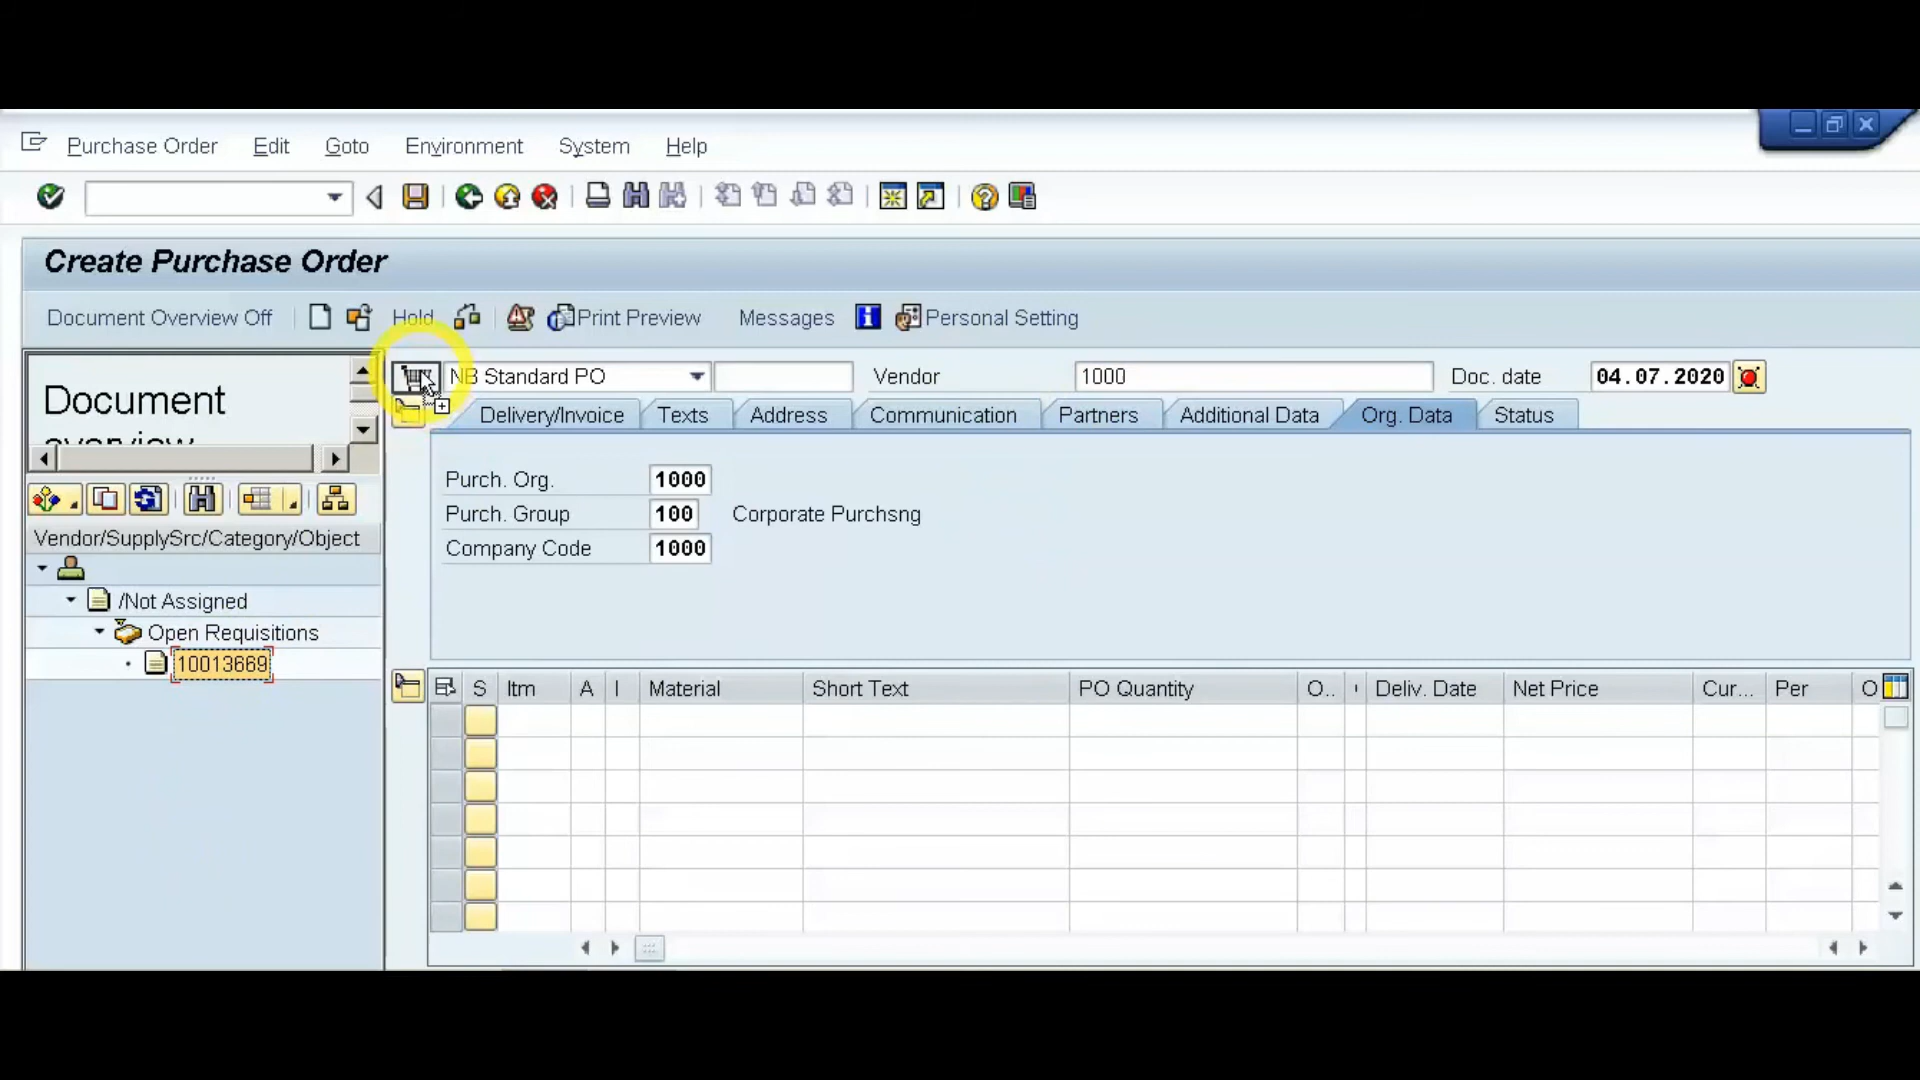 Purchase Order Edit Goto Environment System Help
Create Purchase Order
Document Overview Off Hold Print Preview Messages Personal Setting
Document
overview
NB Standard PO Vendor 1000 Doc. date 04.07.2020
Delivery/Invoice Texts Address Communication Partners Additional Data Org. Data Status
Purch. Org. 1000
Purch. Group 100 Corporate Purchsng
Company Code 1000
Vendor/SupplySrc/Category/Object
/Not Assigned
Open Requisitions
10013669
S Itm A I Material Short Text PO Quantity O.. Deliv. Date Net Price Cur... Per O